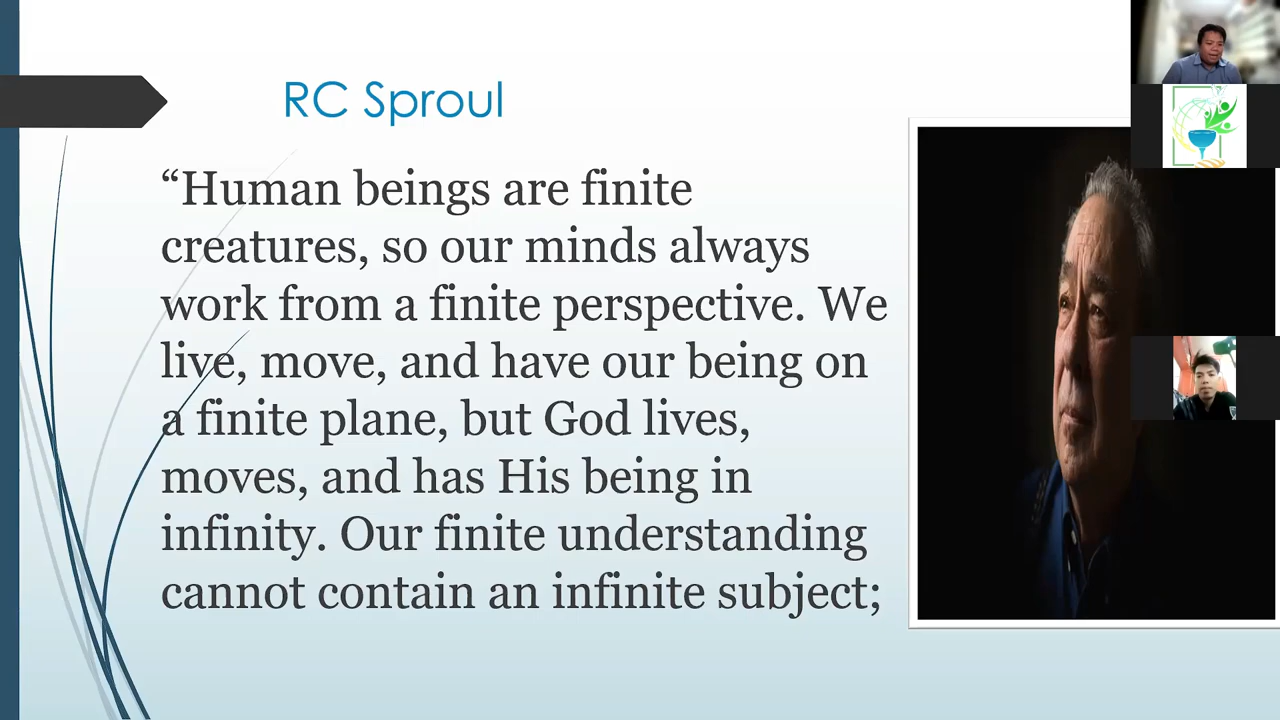 RC Sproul
“Human beings are finite
creatures, so our minds always
work from a finite perspective. We
live, move, and have our being on
a finite plane, but God lives,
moves, and has His being in
infinity. Our finite understanding
cannot contain an infinite subject;